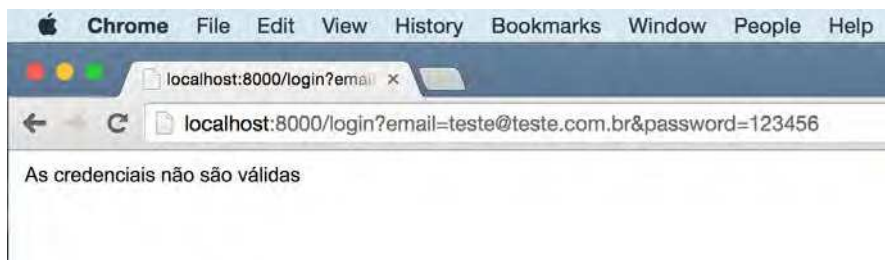 Chrome File Edit View History Bookmarks Window People Help
localhost:8000/login?email
localhost:8000/login?email=teste@teste.com.br&password=123456
As credenciais não são válidas